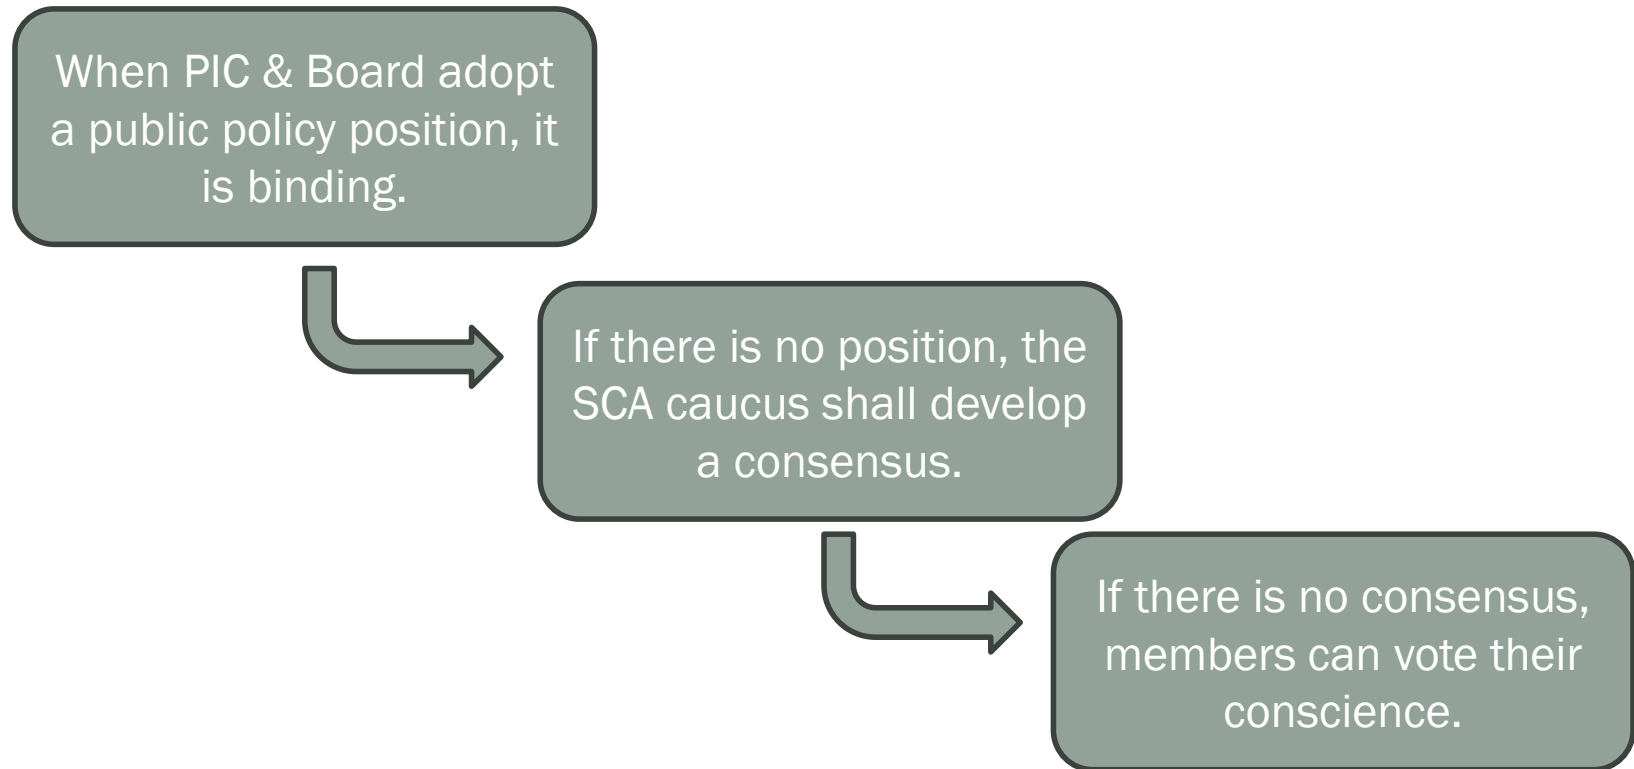 When PIC & Board adopt
a public policy position, it
is binding.
If there is no position, the
SCA caucus shall develop
a consensus.
If there is no consensus,
members can vote their
conscience.